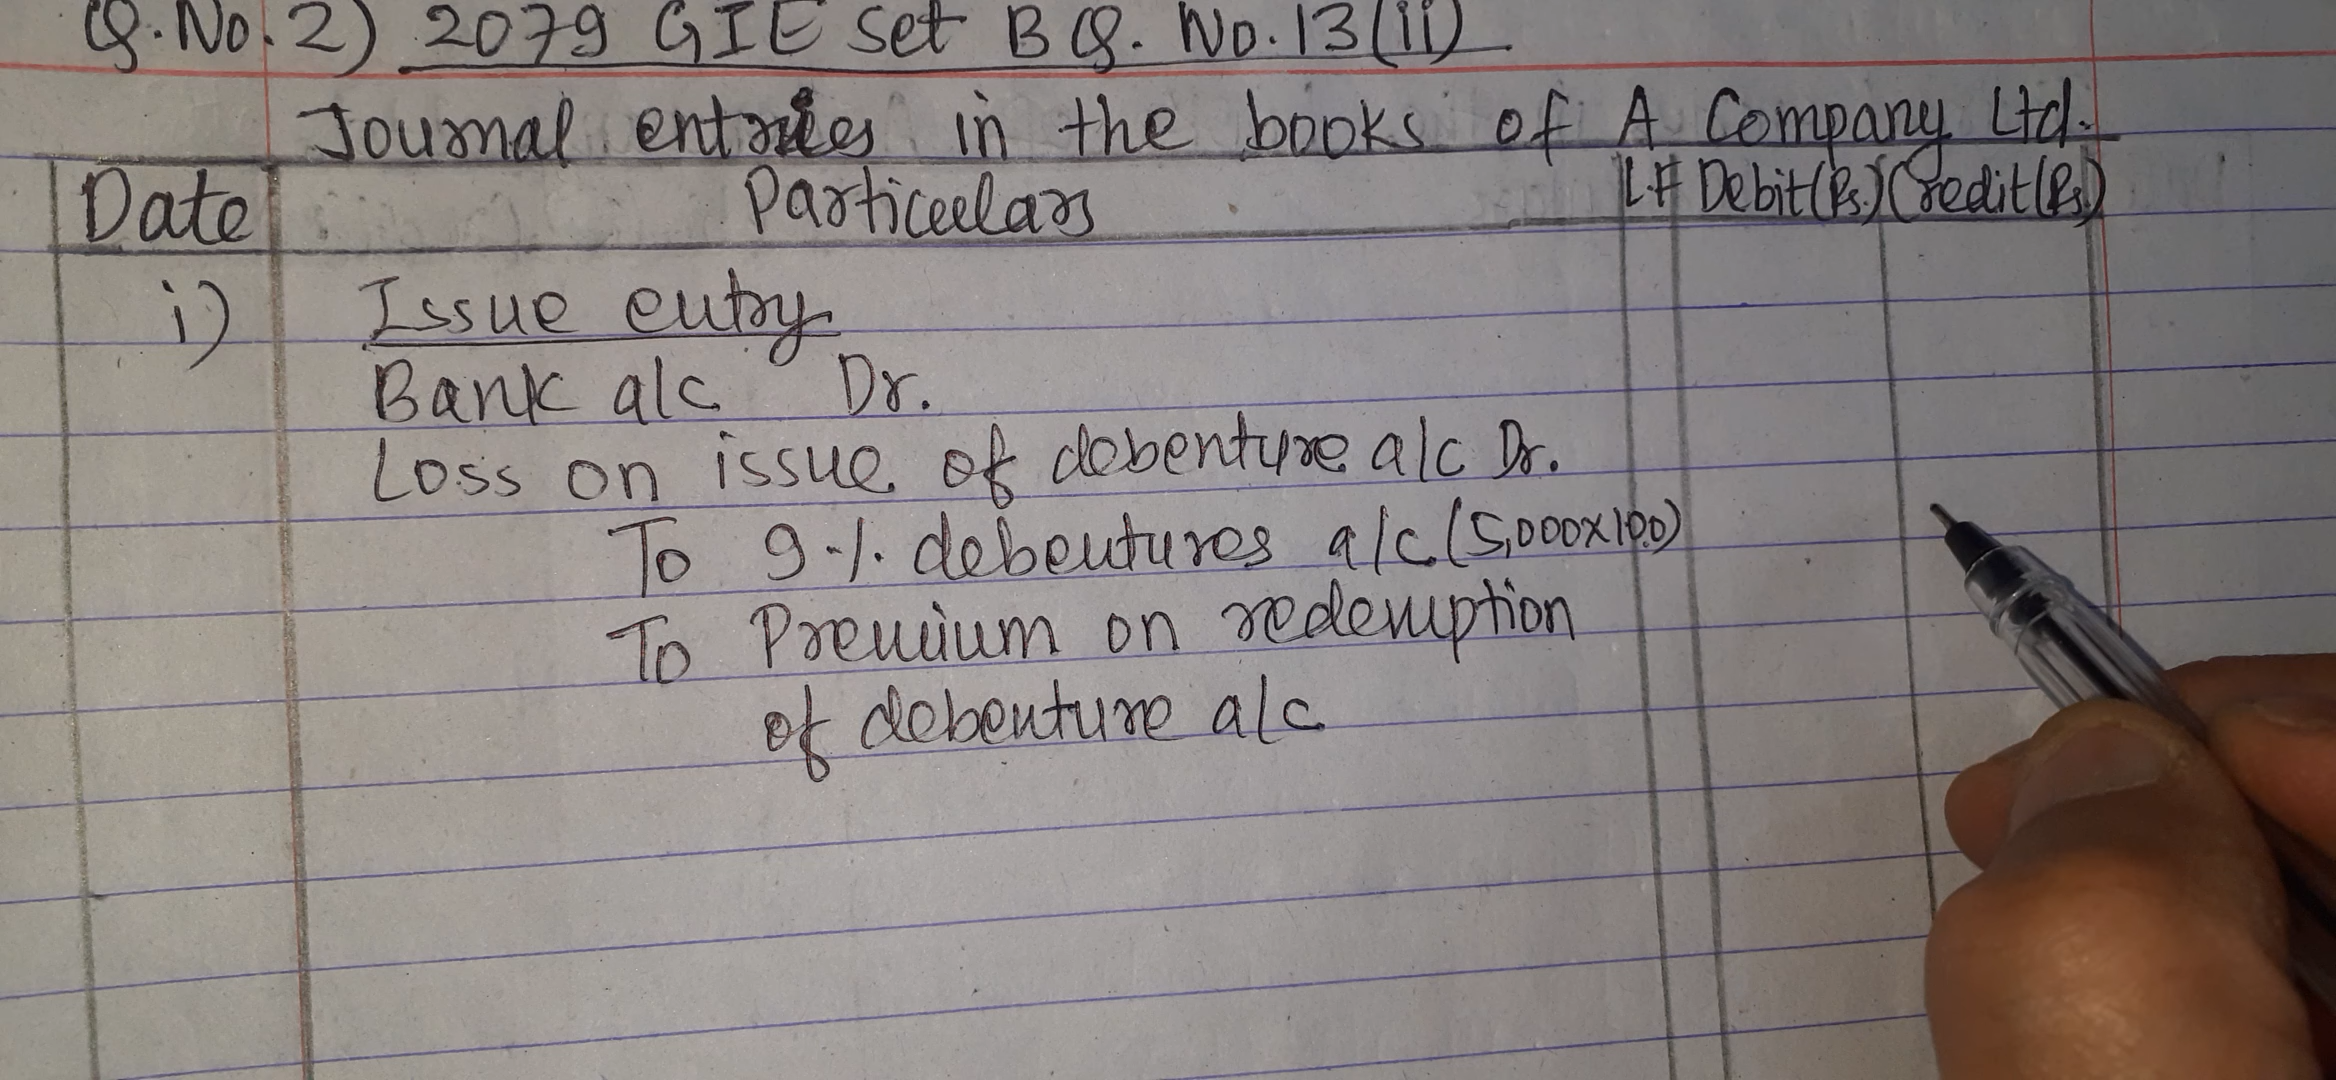 Q.No.2) 2079 GIE Set B Q. No.13(ii)
Journal entries in the books of A Company Ltd.
Date Particulars L.F Debit(Rs.) Credit(Rs.)
i) Issue entry
Bank a/c Dr.
Loss on issue of debenture a/c Dr.
To 9% debentures a/c (5,000x100)
To Premium on redemption
of debenture a/c